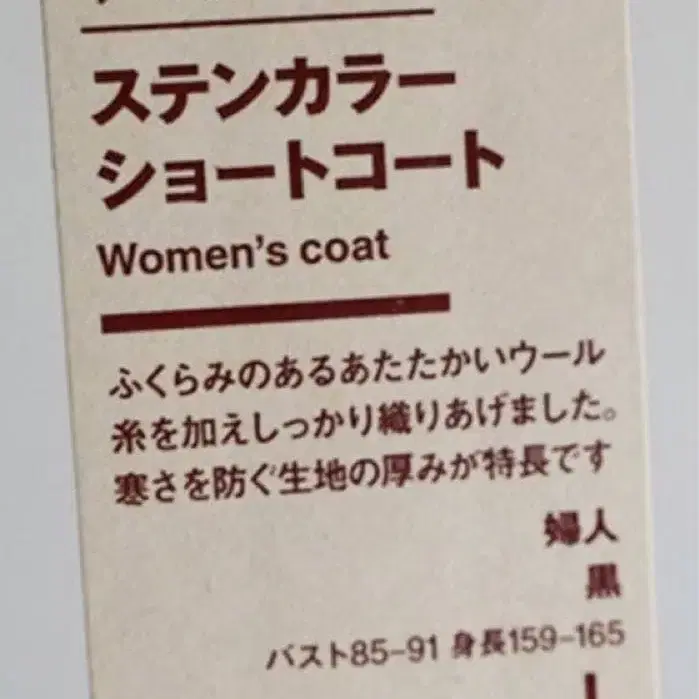 ステンカラー
ショートコート
Women's coat
ふくらみのあるあたたかいウール
糸を加えしっかり織りあげました。
寒さを防ぐ生地の厚みが特長です
婦人
黒
バスト85-91 身長159-165